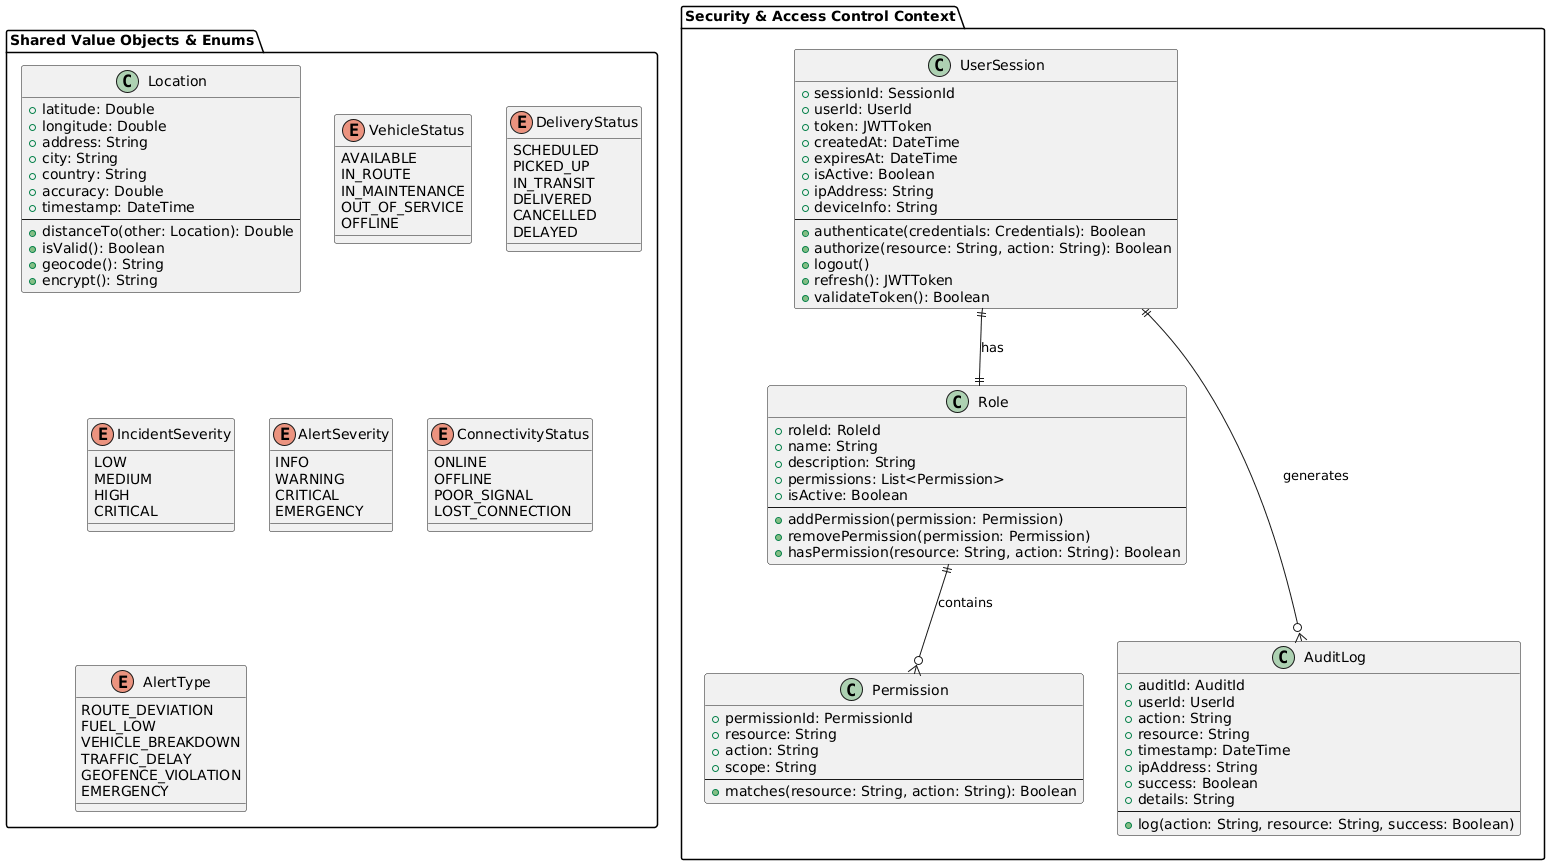 Shared Value Objects & Enums
C Location
latitude: Double
longitude: Double
address: String
city: String
country: String
accuracy: Double
timestamp: DateTime
distanceTo(other: Location): Double
isValid(): Boolean
geocode(): String
encrypt(): String
E VehicleStatus
AVAILABLE
IN_ROUTE
IN_MAINTENANCE
OUT_OF_SERVICE
OFFLINE
E DeliveryStatus
SCHEDULED
PICKED_UP
IN_TRANSIT
DELIVERED
CANCELLED
DELAYED
E IncidentSeverity
LOW
MEDIUM
HIGH
CRITICAL
E AlertSeverity
INFO
WARNING
CRITICAL
EMERGENCY
E ConnectivityStatus
ONLINE
OFFLINE
POOR_SIGNAL
LOST_CONNECTION
E AlertType
ROUTE_DEVIATION
FUEL_LOW
VEHICLE_BREAKDOWN
TRAFFIC_DELAY
GEOFENCE_VIOLATION
EMERGENCY
Security & Access Control Context
C UserSession
sessionId: SessionId
userId: UserId
token: JWTToken
createdAt: DateTime
expiresAt: DateTime
isActive: Boolean
ipAddress: String
deviceInfo: String
authenticate(credentials: Credentials): Boolean
authorize(resource: String, action: String): Boolean
logout()
refresh(): JWTToken
validateToken(): Boolean
has
C Role
roleId: RoleId
name: String
description: String
permissions: List<Permission>
isActive: Boolean
addPermission(permission: Permission)
removePermission(permission: Permission)
hasPermission(resource: String, action: String): Boolean
generates
contains
C Permission
permissionId: PermissionId
resource: String
action: String
scope: String
matches(resource: String, action: String): Boolean
C AuditLog
auditId: AuditId
userId: UserId
action: String
resource: String
timestamp: DateTime
ipAddress: String
success: Boolean
details: String
log(action: String, resource: String, success: Boolean)